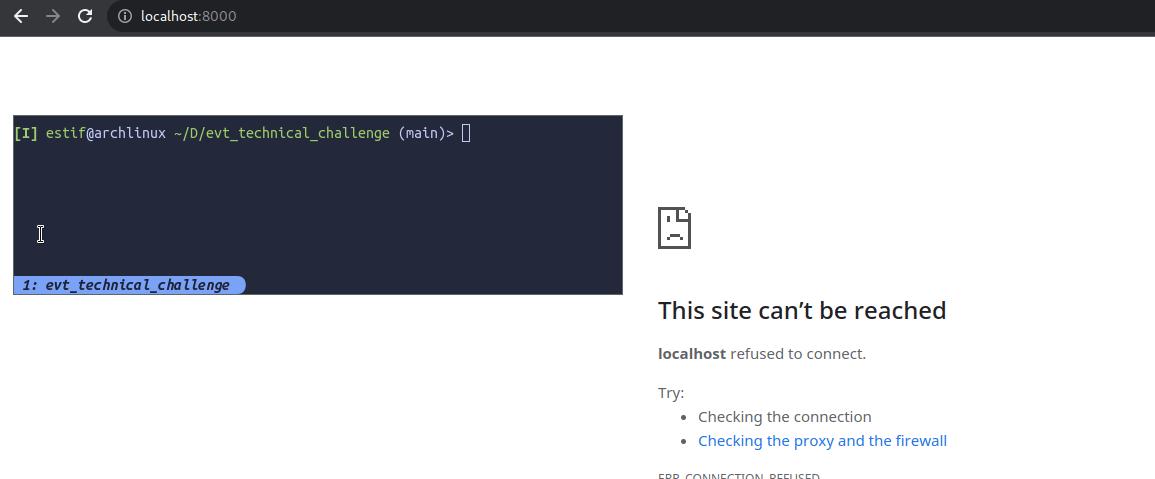 localhost:8000
[I] estif@archlinux ~/D/evt_technical_challenge (main)>
1: evt_technical_challenge
This site can’t be reached
localhost refused to connect.
Try:
• Checking the connection
• Checking the proxy and the firewall
ERR_CONNECTION_REFUSED